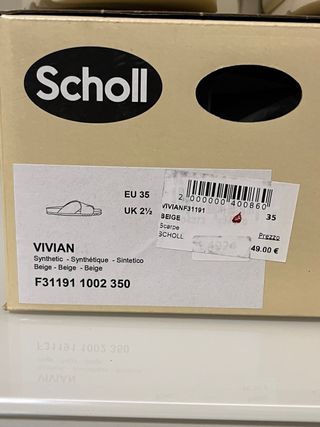 Scholl
EU 35
UK 2½
2 000000 400860
VIVIANF31191
BEIGE
35
Scarpe
SCHOLL
Prezzo
49.00 €
VIVIAN
Synthetic - Synthétique - Sintetico
Beige - Beige - Beige
F31191 1002 350